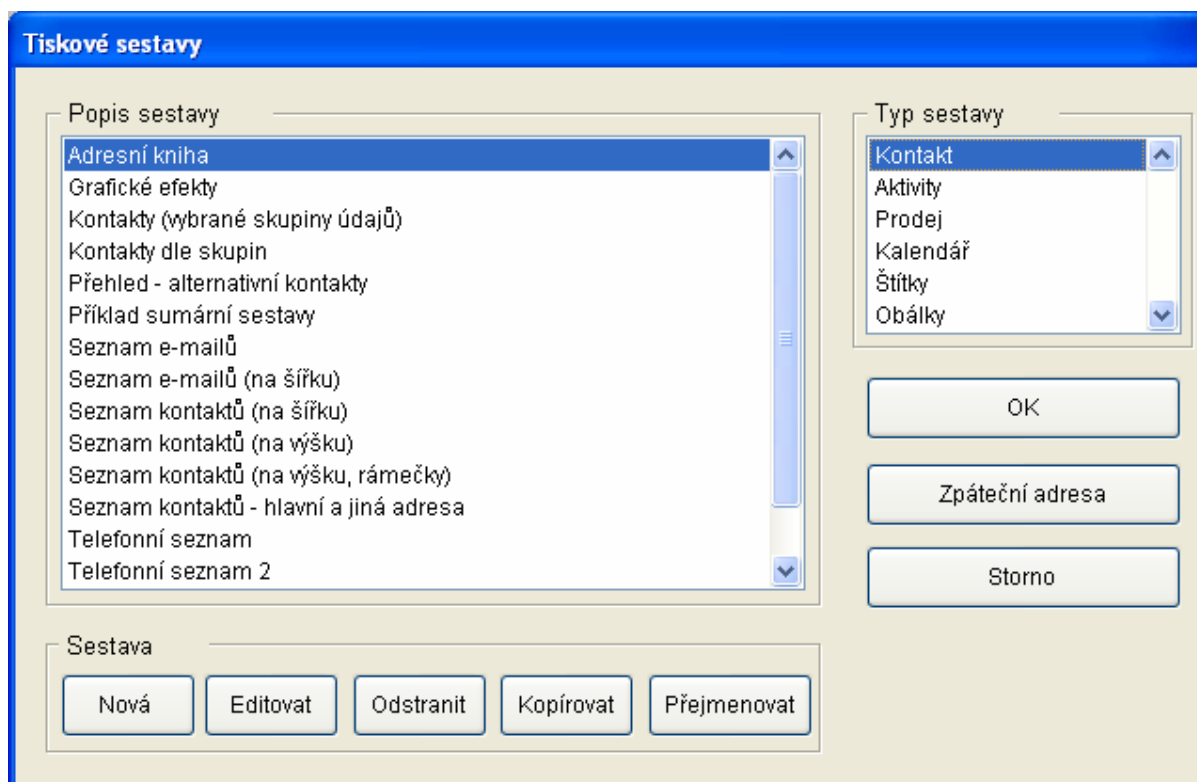 Tiskové sestavy
Popis sestavy
Adresní kniha
Grafické efekty
Kontakty (vybrané skupiny údajů)
Kontakty dle skupin
Přehled - alternativní kontakty
Příklad sumární sestavy
Seznam e-mailů
Seznam e-mailů (na šířku)
Seznam kontaktů (na šířku)
Seznam kontaktů (na výšku)
Seznam kontaktů (na výšku, rámečky)
Seznam kontaktů - hlavní a jiná adresa
Telefonní seznam
Telefonní seznam 2
Typ sestavy
Kontakt
Aktivity
Prodej
Kalendář
Štítky
Obálky
OK
Zpáteční adresa
Storno
Sestava
Nová
Editovat
Odstranit
Kopírovat
Přejmenovat